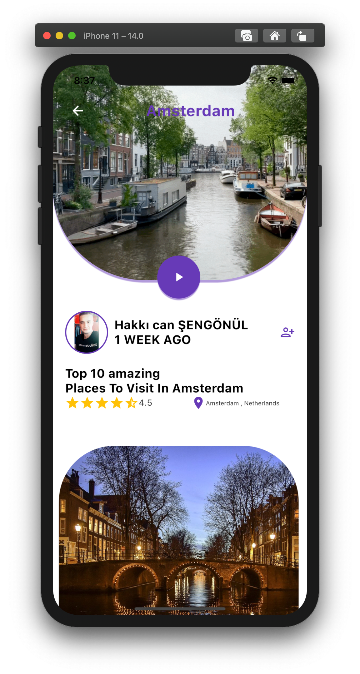 iPhone 11 – 14.0
8:37
Amsterdam
Hakkı can ŞENGÖNÜL
1 WEEK AGO
Top 10 amazing
Places To Visit In Amsterdam
4.5
Amsterdam , Netherlands